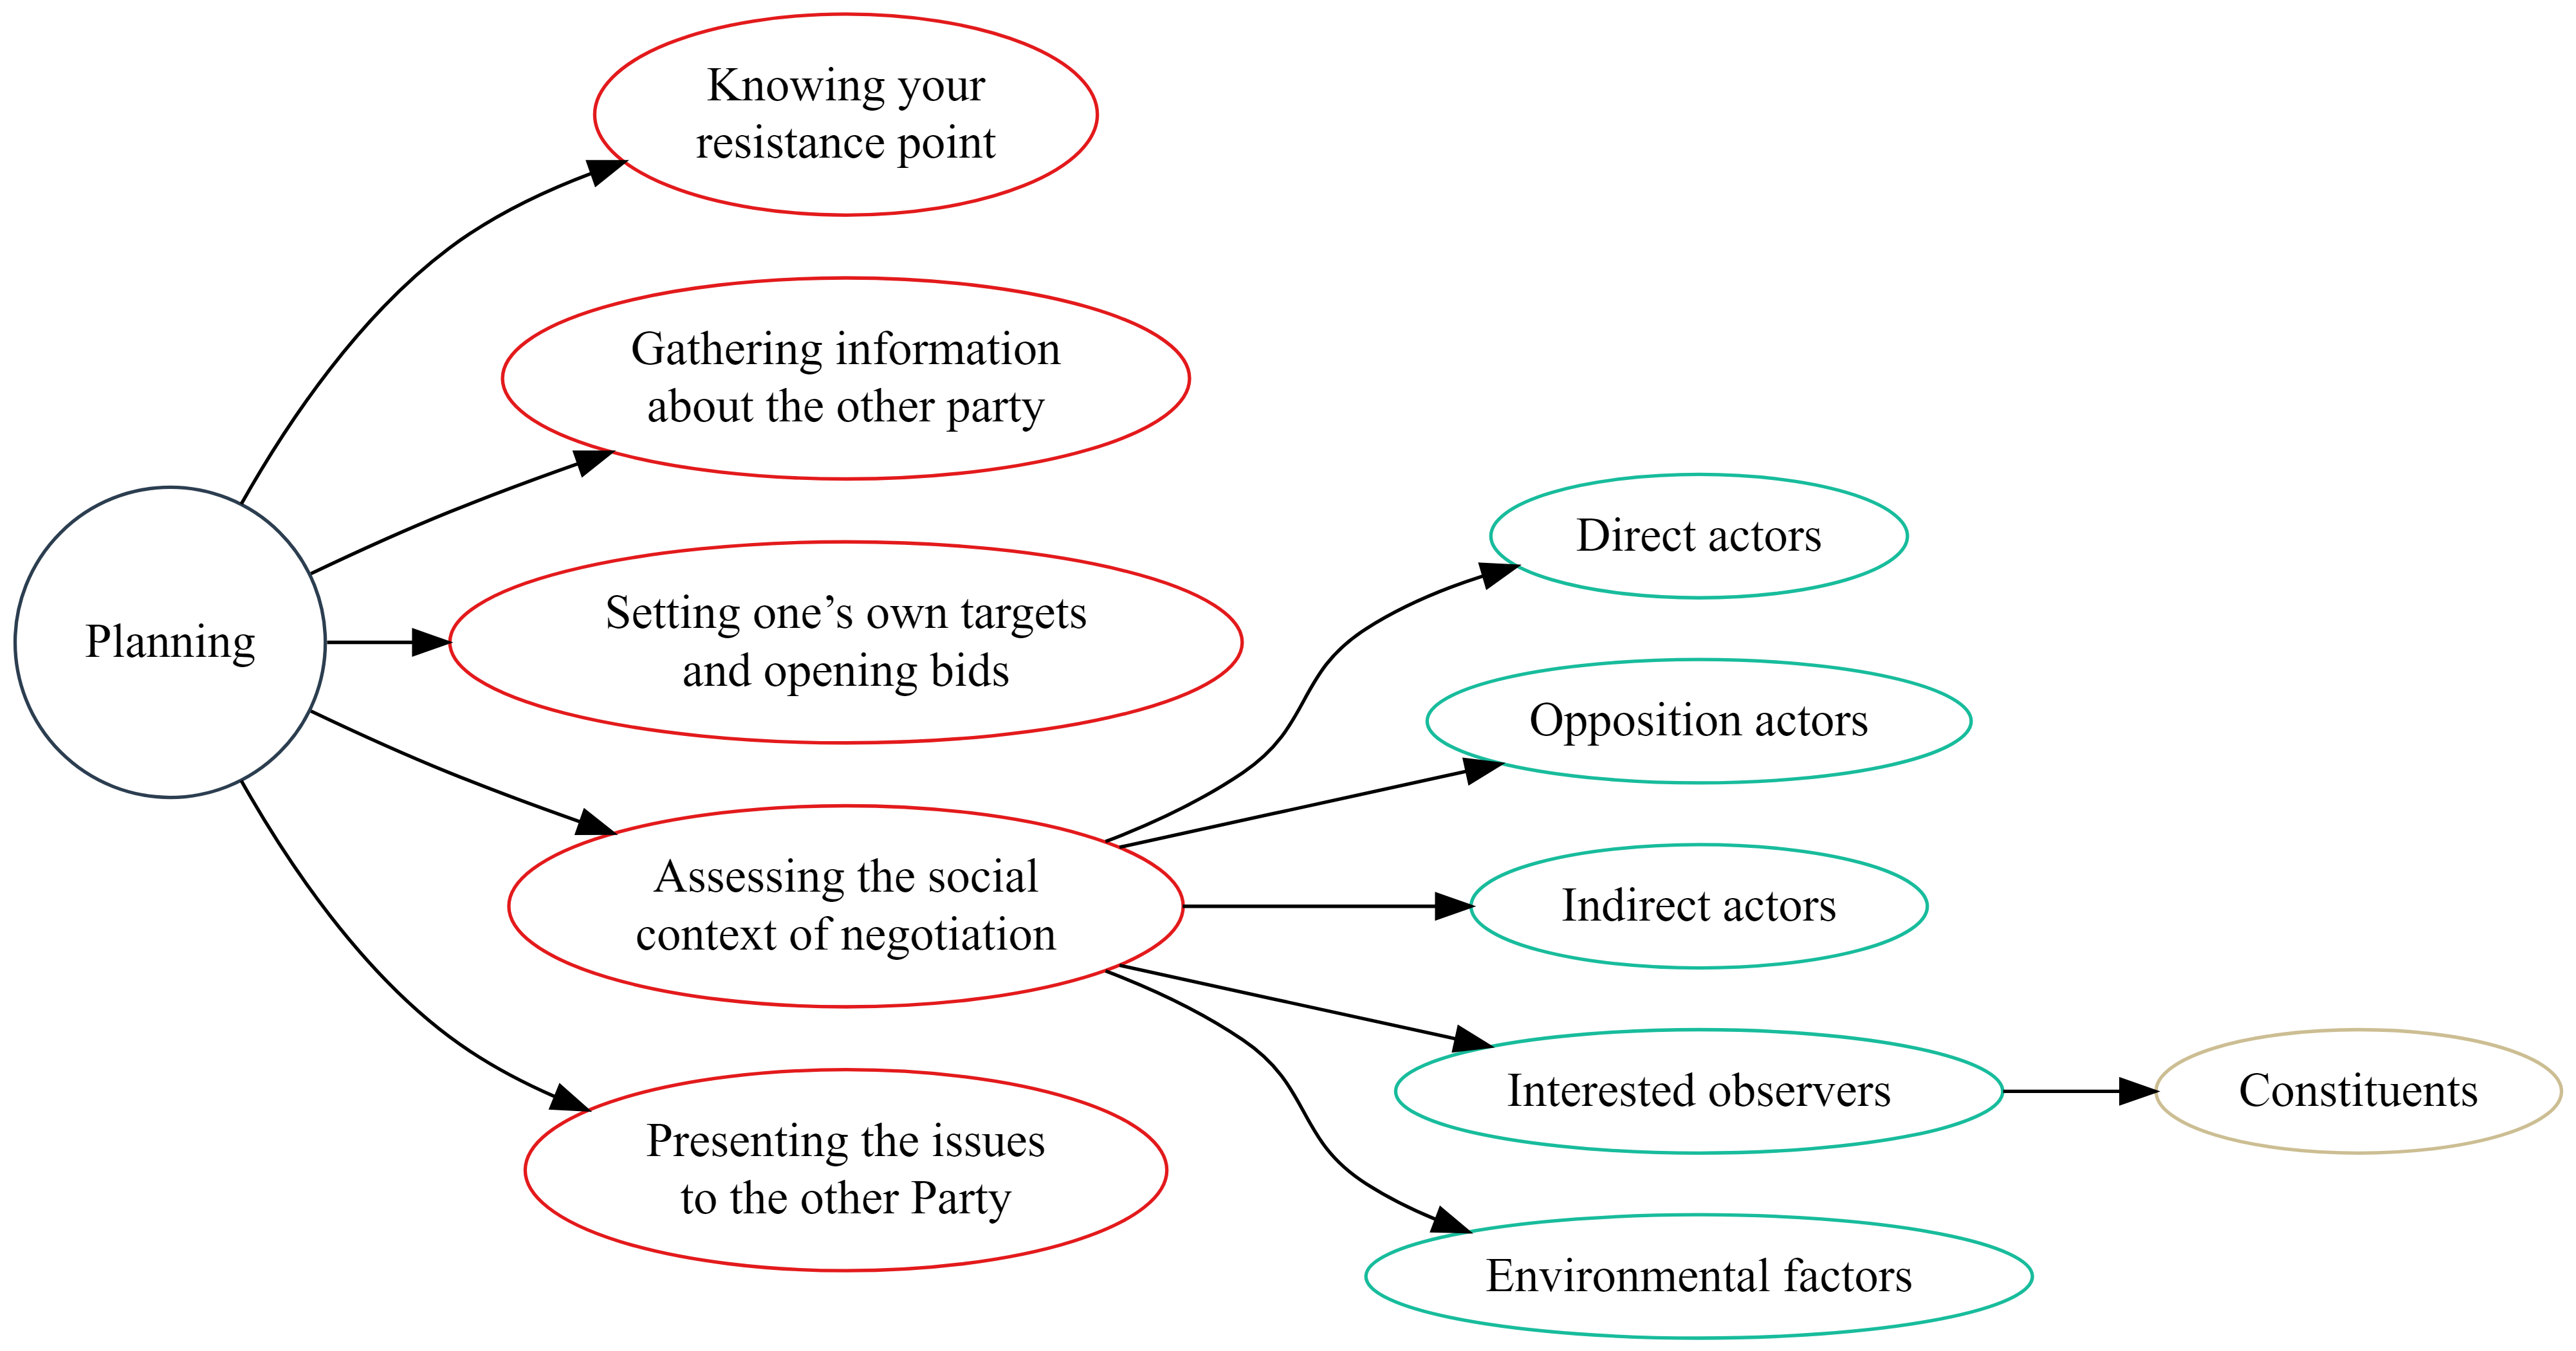 Knowing your
resistance point
Gathering information
about the other party
Setting one’s own targets
and opening bids
Planning
Assessing the social
context of negotiation
Presenting the issues
to the other Party
Direct actors
Opposition actors
Indirect actors
Interested observers
Environmental factors
Constituents